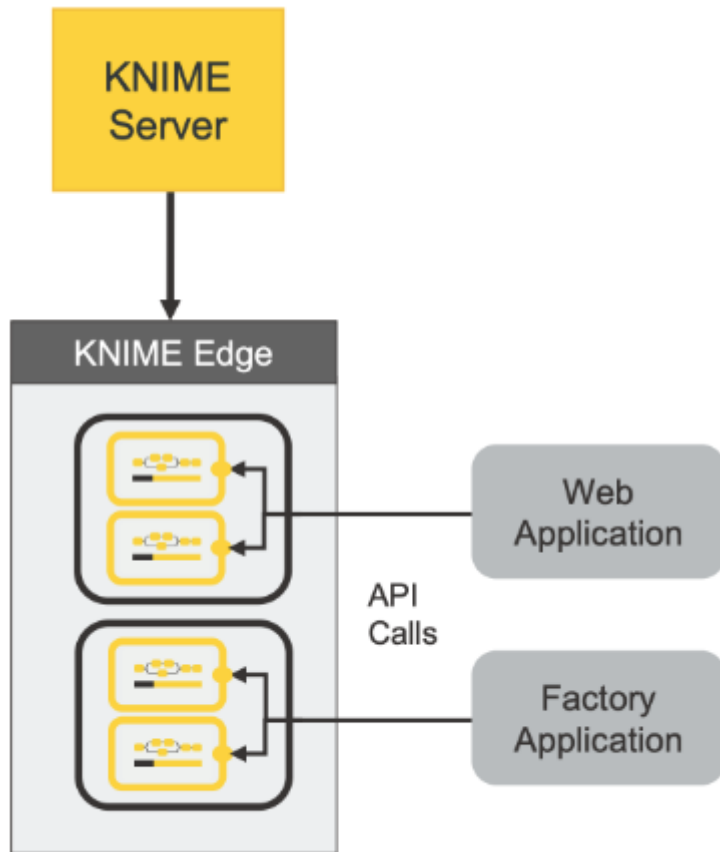 KNIME
Server
KNIME Edge
Web
Application
API
Calls
Factory
Application